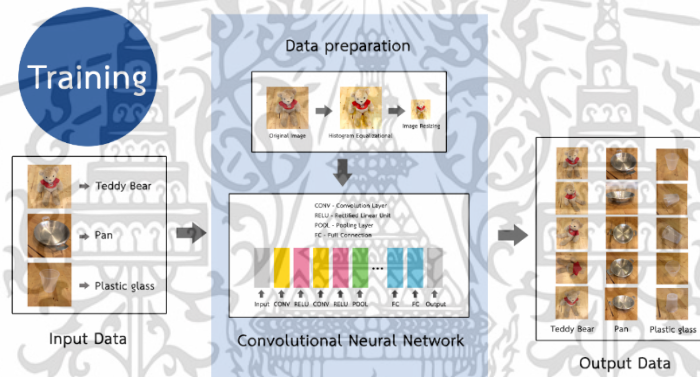 Training
Teddy Bear
Pan
Plastic glass
Input Data
Data preparation
Original Image
Histogram Equalizational
Image Resizing
CONV - Convolution Layer
RELU - Rectified Linear Unit
POOL - Pooling Layer
FC - Full Connection
Input CONV RELU CONV RELU POOL FC FC Output
Convolutional Neural Network
Teddy Bear Pan Plastic glass
Output Data